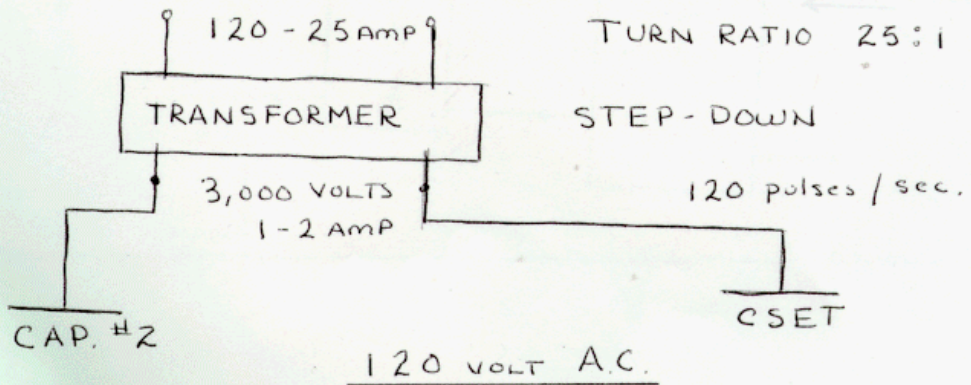 120 - 25 AMP
TURN RATIO 25:1
TRANSFORMER
STEP-DOWN
3,000 VOLTS
1-2 AMP
120 pulses / sec.
CAP. #2
CSET
120 VOLT A.C.